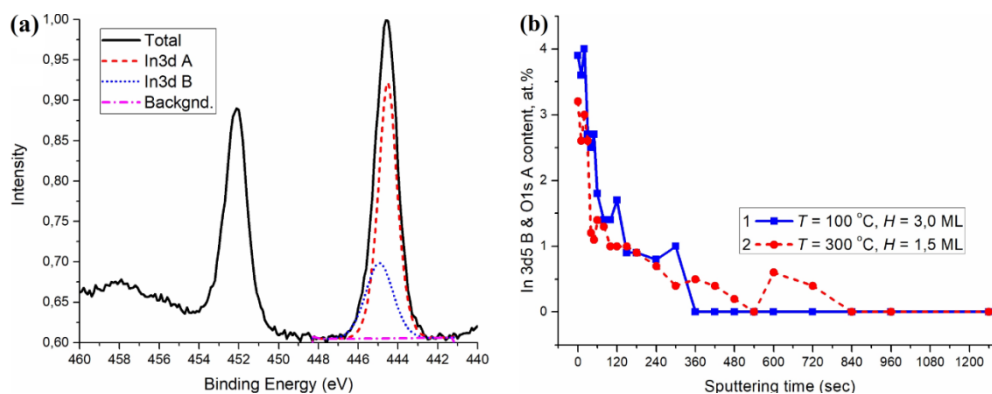 (a)
1,00
0,95
0,90
0,85
0,80
0,75
0,70
0,65
0,60
Intensity
Total
In3d A
In3d B
Backgnd.
460 458 456 454 452 450 448 446 444 442 440
Binding Energy (eV)
(b)
4
3
2
1
0
In 3d5 B & O1s A content, at.%
1 T = 100 °C, H = 3,0 ML
2 T = 300 °C, H = 1,5 ML
0 120 240 360 480 600 720 840 960 1080 1200
Sputtering time (sec)